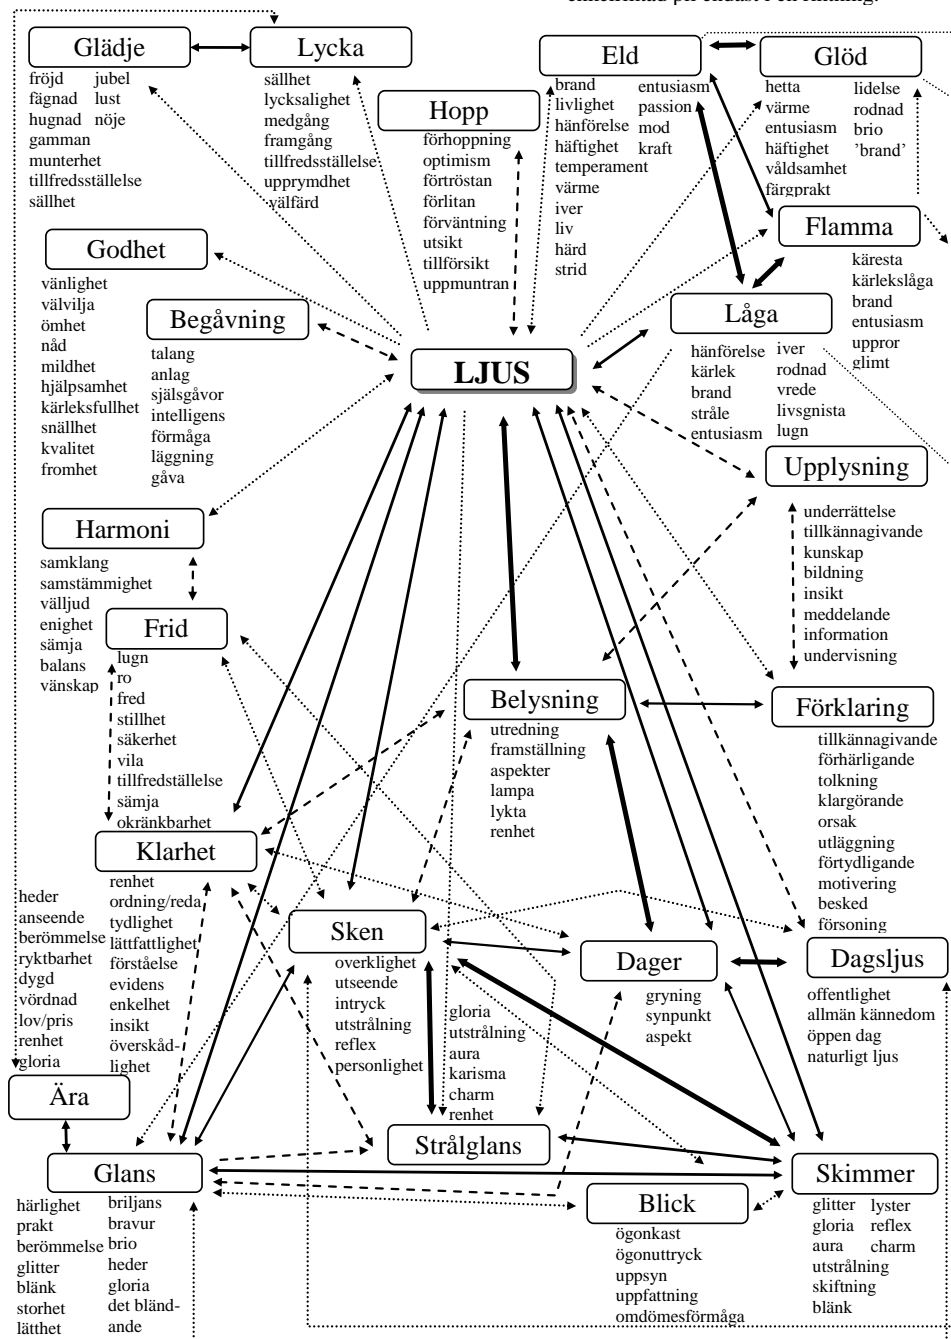 Glädje
fröjd
fägnad
hugnad
gamman
munterhet
tillfredsställelse
sällhet
jubel
lust
nöje
Lycka
sällhet
lycksalighet
medgång
framgång
tillfredsställelse
upprymdhet
välfärd
Hopp
förhoppning
optimism
förtröstan
förlitan
förväntning
utsikt
tillförsikt
uppmuntran
Eld
brand
livlighet
hänförelse
häftighet
temperament
värme
iver
liv
härd
strid
entusiasm
passion
mod
kraft
Glöd
hetta
värme
entusiasm
häftighet
våldsamhet
färgprakt
lidelse
rodnad
brio
’brand’
Flamma
käresta
kärlekslåga
brand
entusiasm
uppror
glimt
Godhet
vänlighet
välvilja
ömhet
nåd
mildhet
hjälpsamhet
kärleksfullhet
snällhet
kvalitet
fromhet
Begåvning
talang
anlag
själsgåvor
intelligens
förmåga
läggning
gåva
LJUS
Låga
hänförelse
kärlek
brand
stråle
entusiasm
iver
rodnad
vrede
livsgnista
lugn
Upplysning
underrättelse
tillkännagivande
kunskap
bildning
insikt
meddelande
information
undervisning
Harmoni
samklang
samstämmighet
välljud
enighet
sämja
balans
vänskap
Frid
lugn
ro
fred
stillhet
säkerhet
vila
tillfredställelse
sämja
okränkbarhet
Belysning
utredning
framställning
aspekter
lampa
lykta
renhet
Förklaring
tillkännagivande
förhärligande
tolkning
klargörande
orsak
utläggning
förtydligande
motivering
besked
försoning
Klarhet
renhet
ordning/reda
tydlighet
lättfattlighet
förståelse
evidens
enkelhet
insikt
överskåd-
lighet
heder
anseende
berömmelse
ryktbarhet
dygd
vördnad
lov/pris
renhet
gloria
Ära
Sken
overklighet
utseende
intryck
utstrålning
reflex
personlighet
gloria
utstrålning
aura
karisma
charm
renhet
Strålglans
Dager
gryning
synpunkt
aspekt
Dagsljus
offentlighet
allmän kännedom
öppen dag
naturligt ljus
Glans
härlighet
prakt
berömmelse
glitter
blänk
storhet
lätthet
briljans
bravur
brio
heder
gloria
det bländ-
ande
Blick
ögonkast
ögonuttryck
uppsyn
uppfattning
omdömesförmåga
Skimmer
glitter
gloria
aura
utstrålning
skiftning
blänk
lyster
reflex
charm